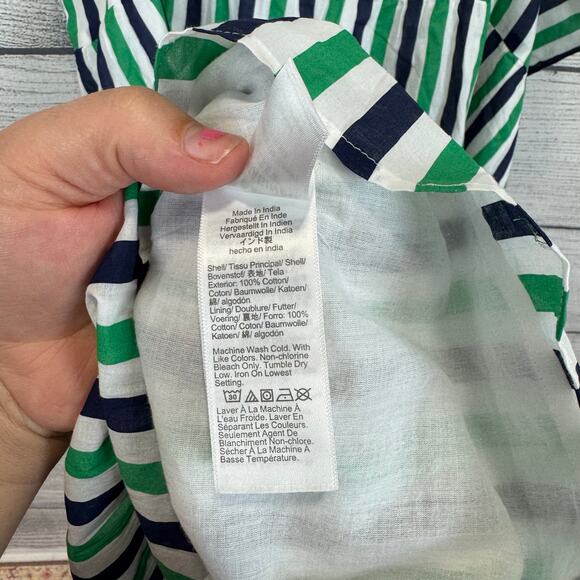 Made In India
Fabriqué En Inde
Hergestellt In Indien
Vervaardigd In India
インド製
hecho en india
Shell/ Tissu Principal/ Shell/
Bovenstof/ 表地/ Tela
Exterior: 100% Cotton/
Coton/ Baumwolle/ Katoen/
綿/ algodón
Lining/ Doublure/ Futter/
Voering/ 裏地/ Forro: 100%
Cotton/ Coton/ Baumwolle/
Katoen/ 綿/ algodón
Machine Wash Cold. With
Like Colors. Non-chlorine
Bleach Only. Tumble Dry
Low. Iron On Lowest
Setting.
30
Laver À La Machine À
L'eau Froide. Laver En
Séparant Les Couleurs.
Seulement Agent De
Blanchiment Non-chlore.
Sécher À La Machine À
Basse Température.